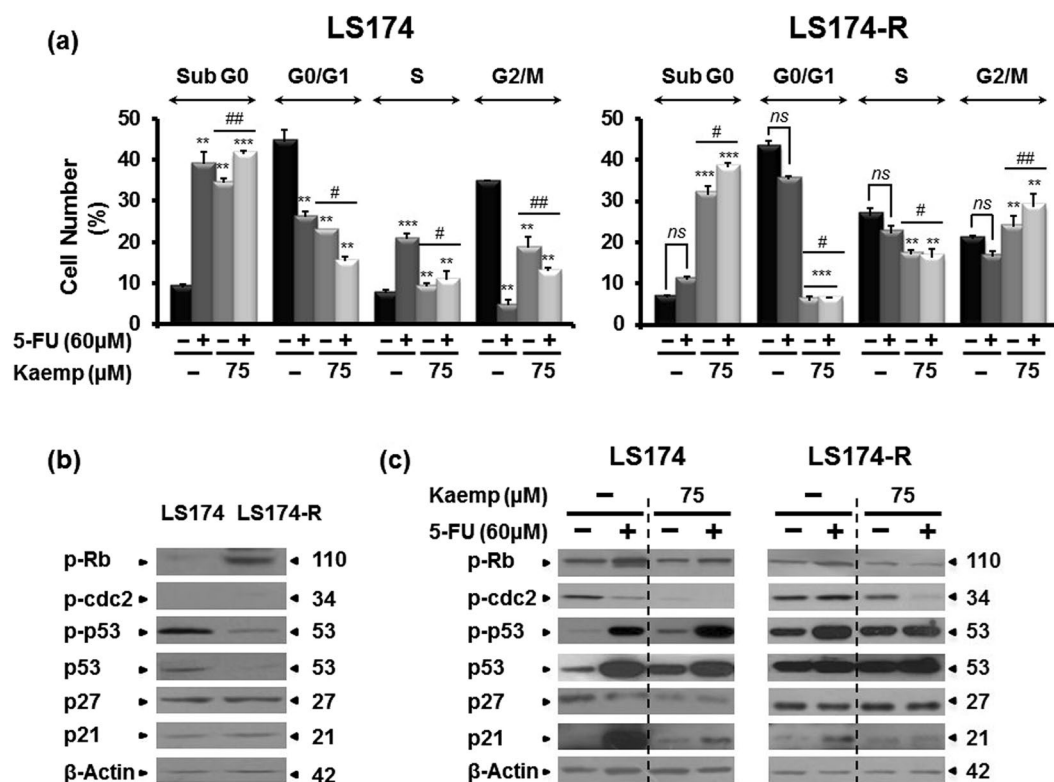 (a) LS174 LS174-R
Sub G0 G0/G1 S G2/M Sub G0 G0/G1 S G2/M
Cell Number (%)
50
40
30
20
10
0
** ## ** *** ** # ** ** *** # ** ** ** ## ** **
50
40
30
20
10
0
ns # *** *** ns # *** ns # ** ** ns ## ** **
5-FU (60µM) − + − + − + − + − + − + − + − + − + − + − + − + − + − + − + − +
Kaemp (µM) − 75 − 75 − 75 − 75 − 75 − 75 − 75 − 75
(b)
LS174 LS174-R
p-Rb 110
p-cdc2 34
p-p53 53
p53 53
p27 27
p21 21
β-Actin 42
(c) LS174 LS174-R
Kaemp (µM) − 75 − 75
5-FU (60µM) − + − + − + − +
p-Rb 110
p-cdc2 34
p-p53 53
p53 53
p27 27
p21 21
β-Actin 42